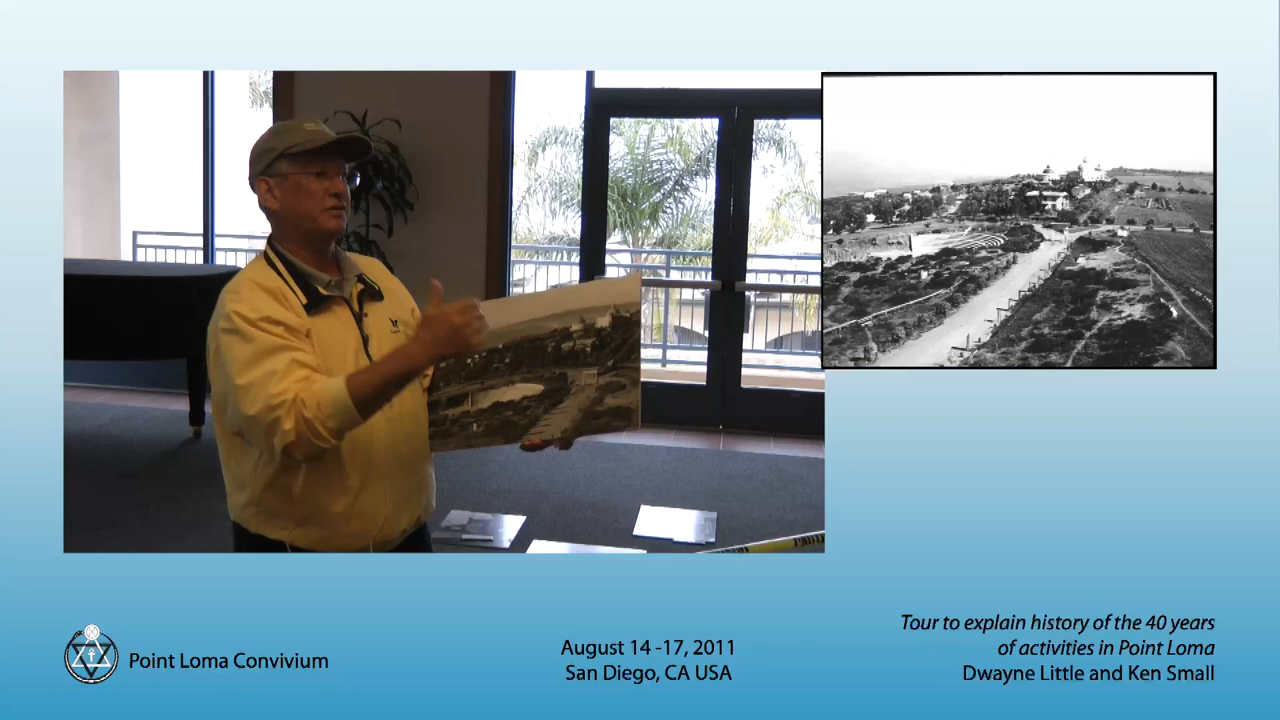 Point Loma Convivium
August 14 -17, 2011
San Diego, CA USA
Tour to explain history of the 40 years
of activities in Point Loma
Dwayne Little and Ken Small